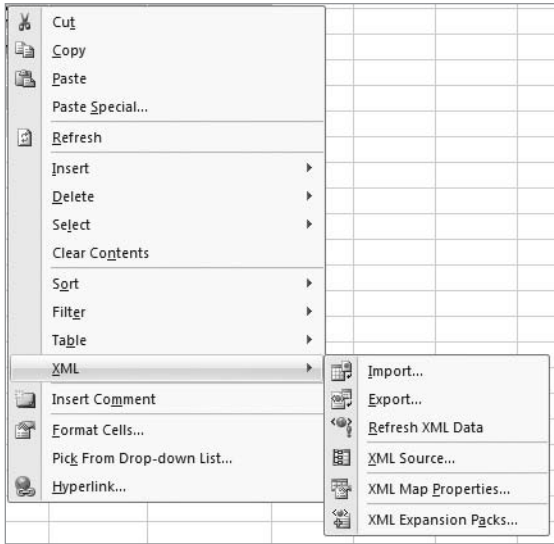 Cut
Copy
Paste
Paste Special...
Refresh
Insert
Delete
Select
Clear Contents
Sort
Filter
Table
XML
Insert Comment
Format Cells...
Pick From Drop-down List...
Hyperlink...
Import...
Export...
Refresh XML Data
XML Source...
XML Map Properties...
XML Expansion Packs...